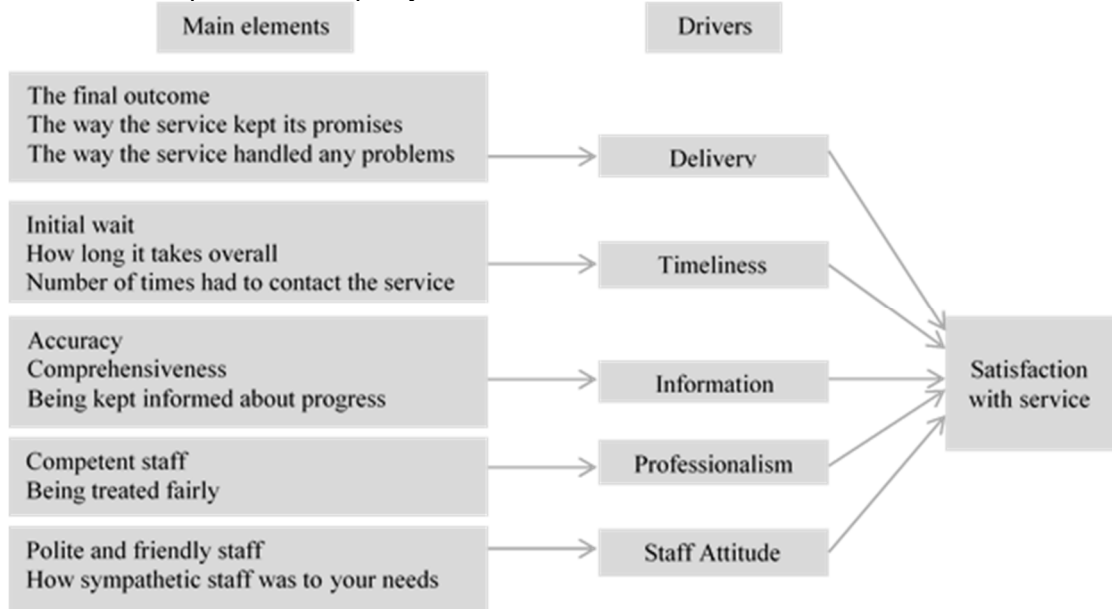 Main elements
Drivers
The final outcome
The way the service kept its promises
The way the service handled any problems
Delivery
Initial wait
How long it takes overall
Number of times had to contact the service
Timeliness
Accuracy
Comprehensiveness
Being kept informed about progress
Information
Satisfaction
with service
Competent staff
Being treated fairly
Professionalism
Polite and friendly staff
How sympathetic staff was to your needs
Staff Attitude